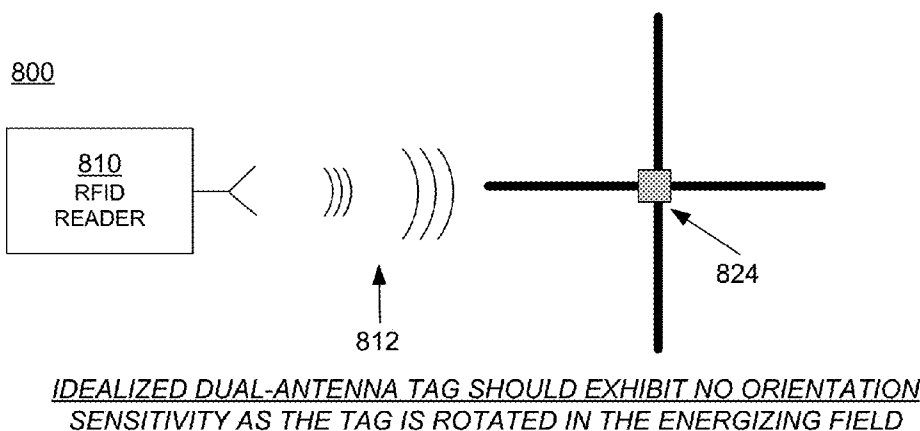 800
810
RFID
READER
812
824
IDEALIZED DUAL-ANTENNA TAG SHOULD EXHIBIT NO ORIENTATION
SENSITIVITY AS THE TAG IS ROTATED IN THE ENERGIZING FIELD